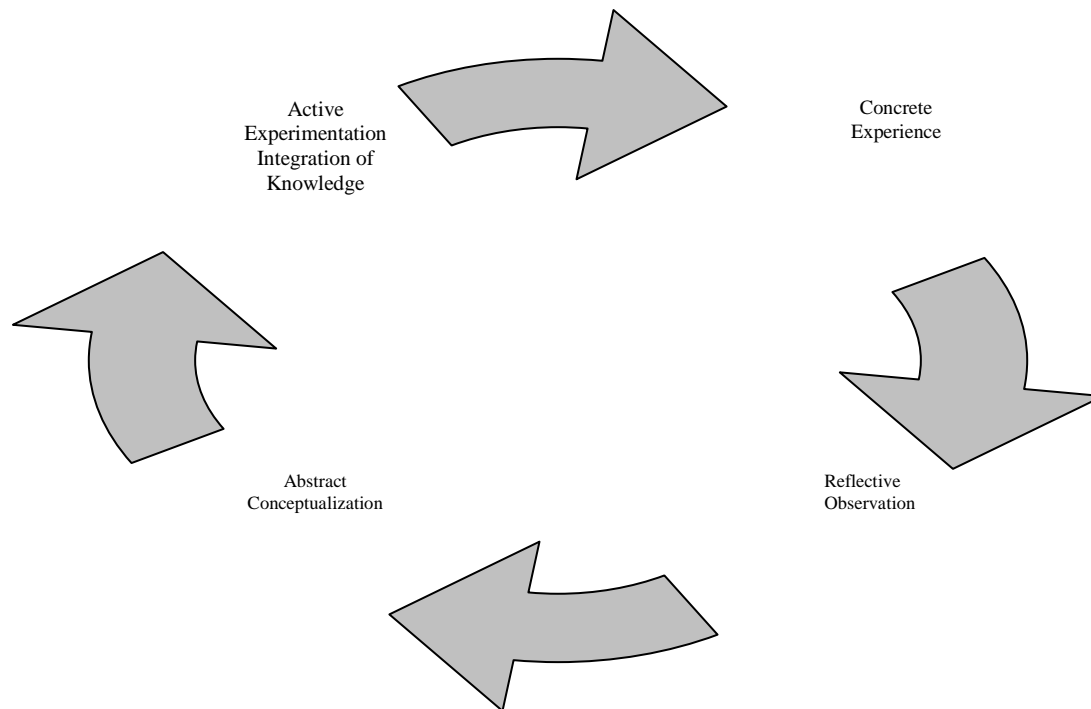 Active
Experimentation
Integration of
Knowledge
Concrete
Experience
Abstract
Conceptualization
Reflective
Observation